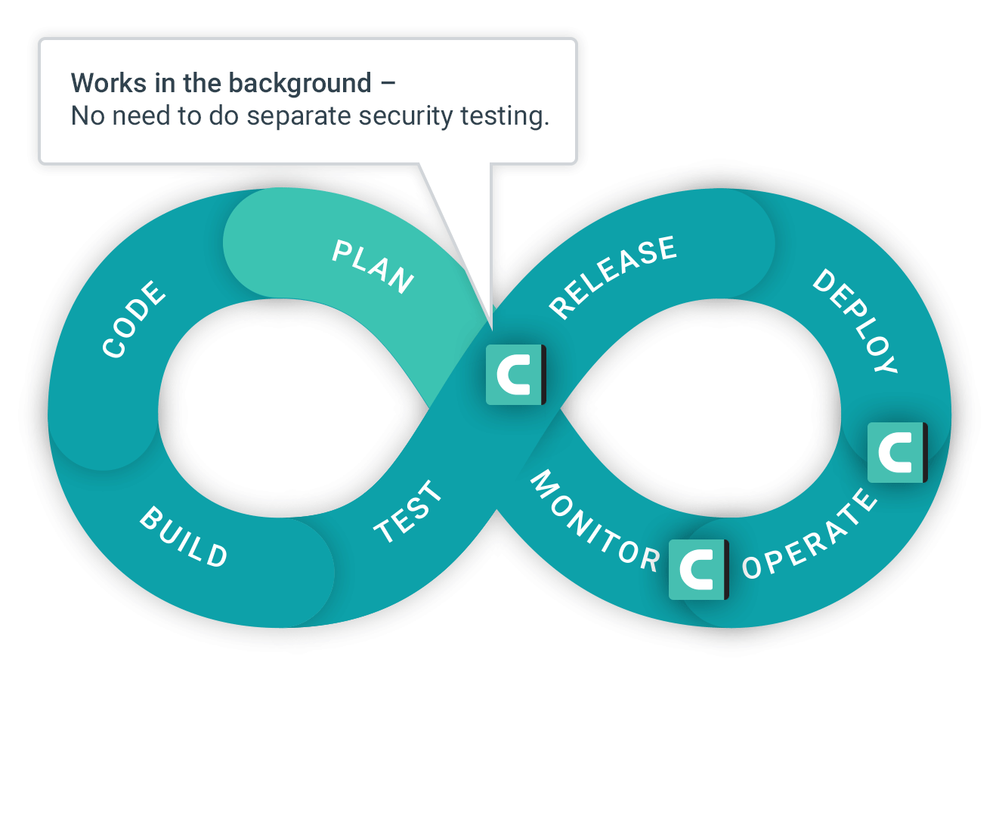 Works in the background –
No need to do separate security testing.
PLAN
CODE
BUILD
TEST
RELEASE
DEPLOY
OPERATE
MONITOR
C
C
C